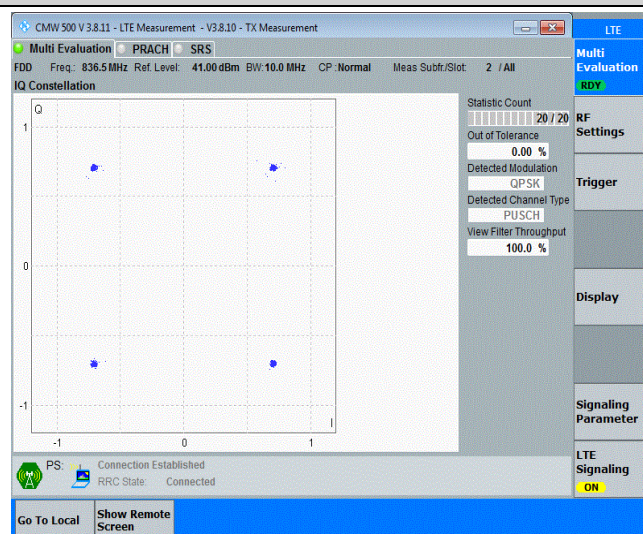 CMW 500 V 3.8.11 - LTE Measurement - V3.8.10 - TX Measurement
LTE
Multi Evaluation PRACH SRS
FDD Freq.: 836.5 MHz Ref. Level: 41.00 dBm BW: 10.0 MHz CP : Normal Meas Subfr./Slot: 2 / All
IQ Constellation
Q
1
0
-1
I
-1 0 1
Statistic Count
20 / 20
Out of Tolerance
0.00 %
Detected Modulation
QPSK
Detected Channel Type
PUSCH
View Filter Throughput
100.0 %
Multi
Evaluation
RDY
RF
Settings
Trigger
Display
Signaling
Parameter
LTE
Signaling
ON
PS: Connection Established
RRC State: Connected
Go To Local
Show Remote
Screen